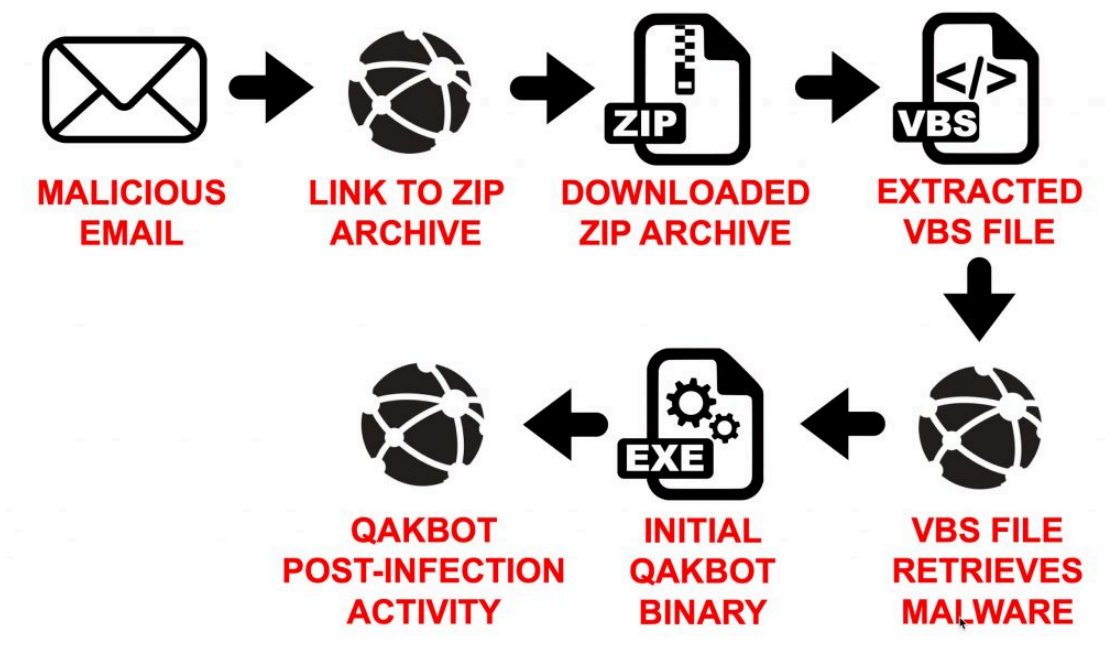 ZIP
</>
VBS
MALICIOUS
EMAIL
LINK TO ZIP
ARCHIVE
DOWNLOADED
ZIP ARCHIVE
EXTRACTED
VBS FILE
EXE
QAKBOT
POST-INFECTION
ACTIVITY
INITIAL
QAKBOT
BINARY
VBS FILE
RETRIEVES
MALWARE